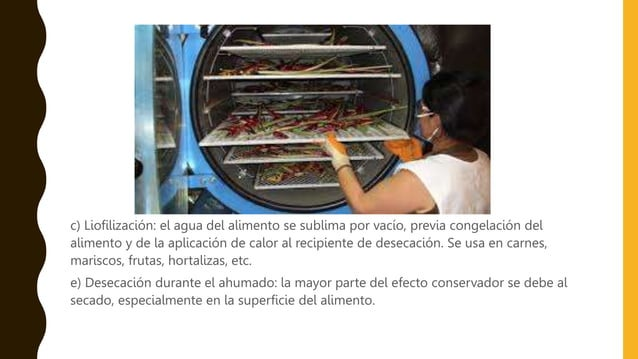 c) Liofilización: el agua del alimento se sublima por vacío, previa congelación del
alimento y de la aplicación de calor al recipiente de desecación. Se usa en carnes,
mariscos, frutas, hortalizas, etc.
e) Desecación durante el ahumado: la mayor parte del efecto conservador se debe al
secado, especialmente en la superficie del alimento.